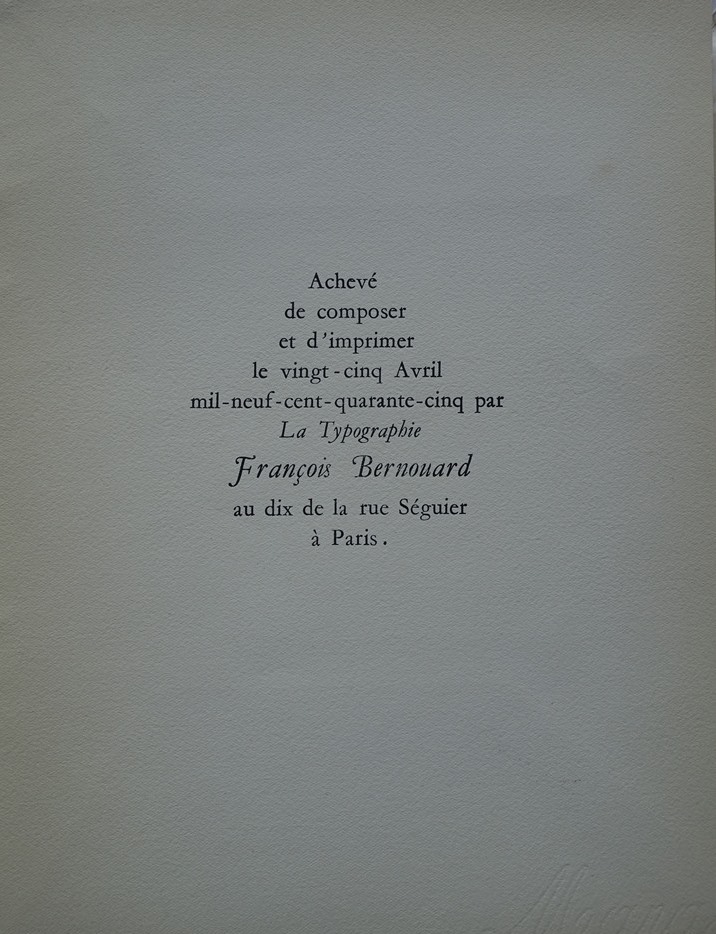 Achevé
de composer
et d'imprimer
le vingt-cinq Avril
mil-neuf-cent-quarante-cinq par
La Typographie
François Bernouard
au dix de la rue Séguier
à Paris.